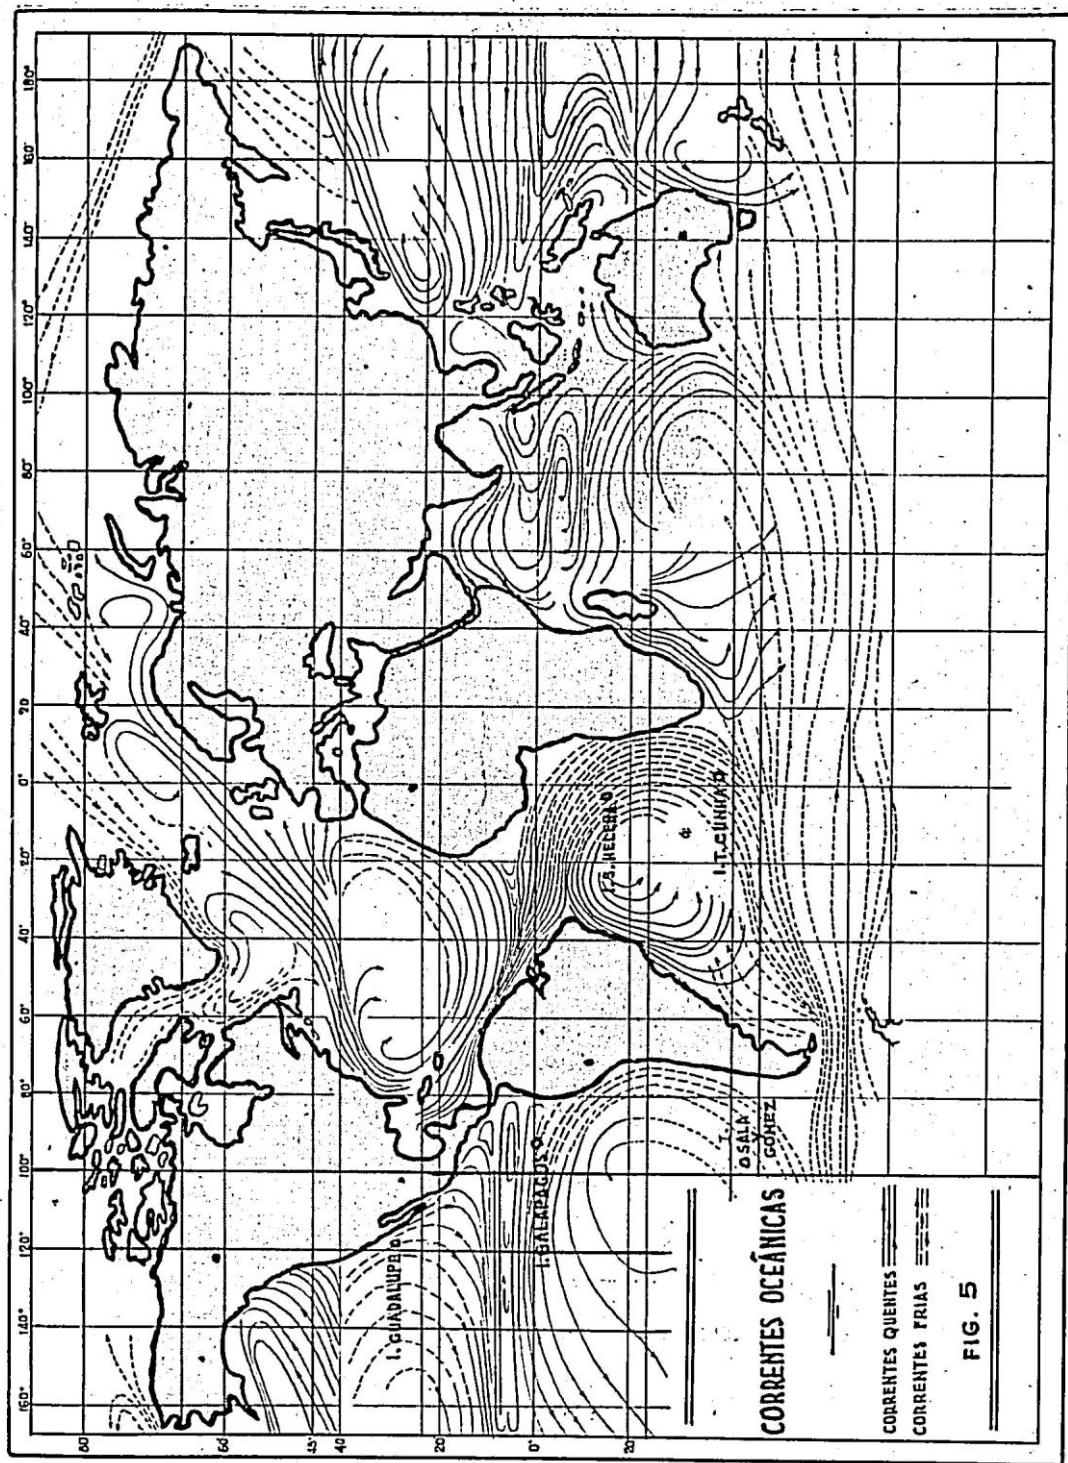 180°
160°
140°
120°
100°
80°
60°
40°
20
0°
20°
40°
60°
80°
100°
120°
140°
160°
80
60
45°
40
20
0°
20
I. GUADALUPE
I. GALAPAGOS
I. S. HELENA
I. T. CUNHA
I.
SALA
Y
GOMEZ
CORRENTES OCEÂNICAS
CORRENTES QUENTES
CORRENTES FRIAS
FIG. 5